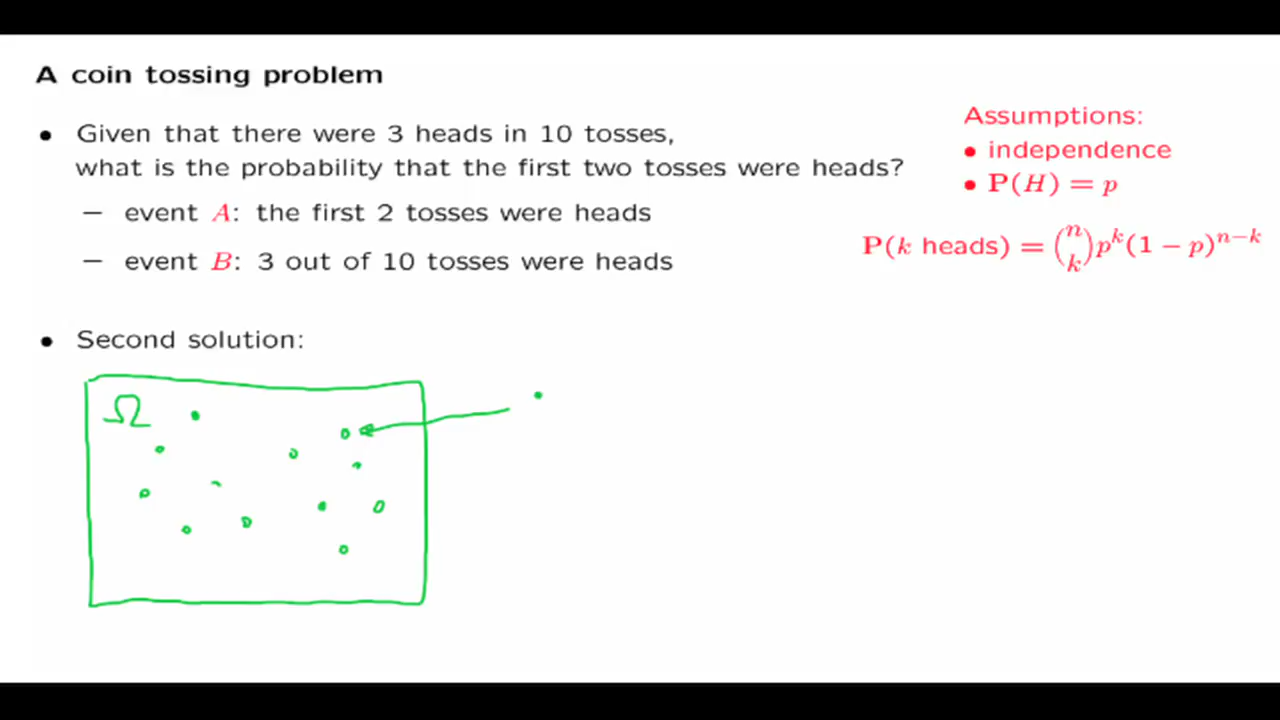 A coin tossing problem
• Given that there were 3 heads in 10 tosses,
what is the probability that the first two tosses were heads?
– event A: the first 2 tosses were heads
– event B: 3 out of 10 tosses were heads
Assumptions:
• independence
• P(H) = p
P(k heads) = \binom{n}{k} p^k (1 − p)^{n−k}
• Second solution:
Ω